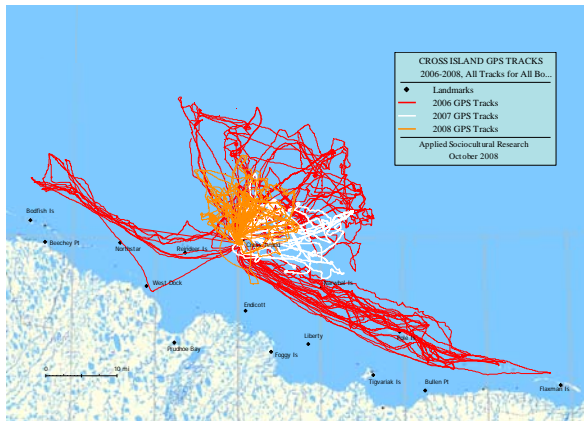 CROSS ISLAND GPS TRACKS
2006-2008, All Tracks for All Bo...
Landmarks
2006 GPS Tracks
2007 GPS Tracks
2008 GPS Tracks
Applied Sociocultural Research
October 2008
Bodfish Is
Beechey Pt
Northstar
Reindeer Is
West Dock
Endicott
Liberty
Prudhoe Bay
Foggy Is
Tigvariak Is
Bullen Pt
Flaxman Is
0 10 mi